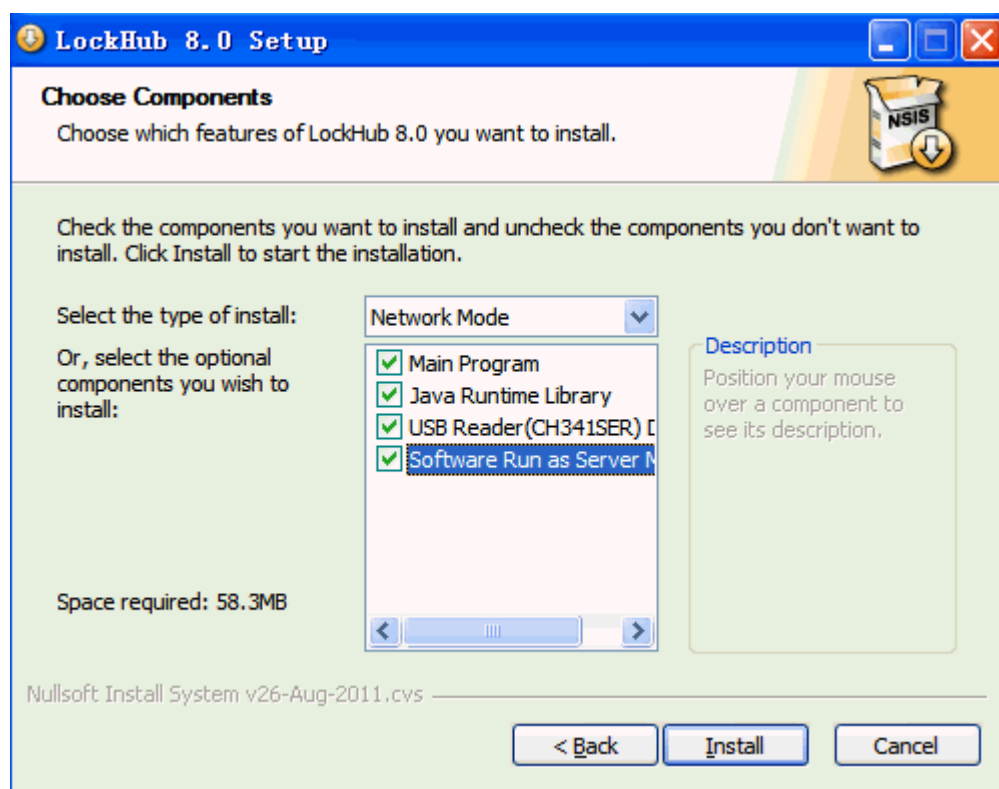 LockHub 8.0 Setup
Choose Components
Choose which features of LockHub 8.0 you want to install.
NSIS
Check the components you want to install and uncheck the components you don't want to
install. Click Install to start the installation.
Select the type of install:
Network Mode
Or, select the optional
components you wish to
install:
Main Program
Java Runtime Library
USB Reader(CH341SER)
Software Run as Server
Description
Position your mouse
over a component to
see its description.
Space required: 58.3MB
Nullsoft Install System v26-Aug-2011.cvs
< Back
Install
Cancel